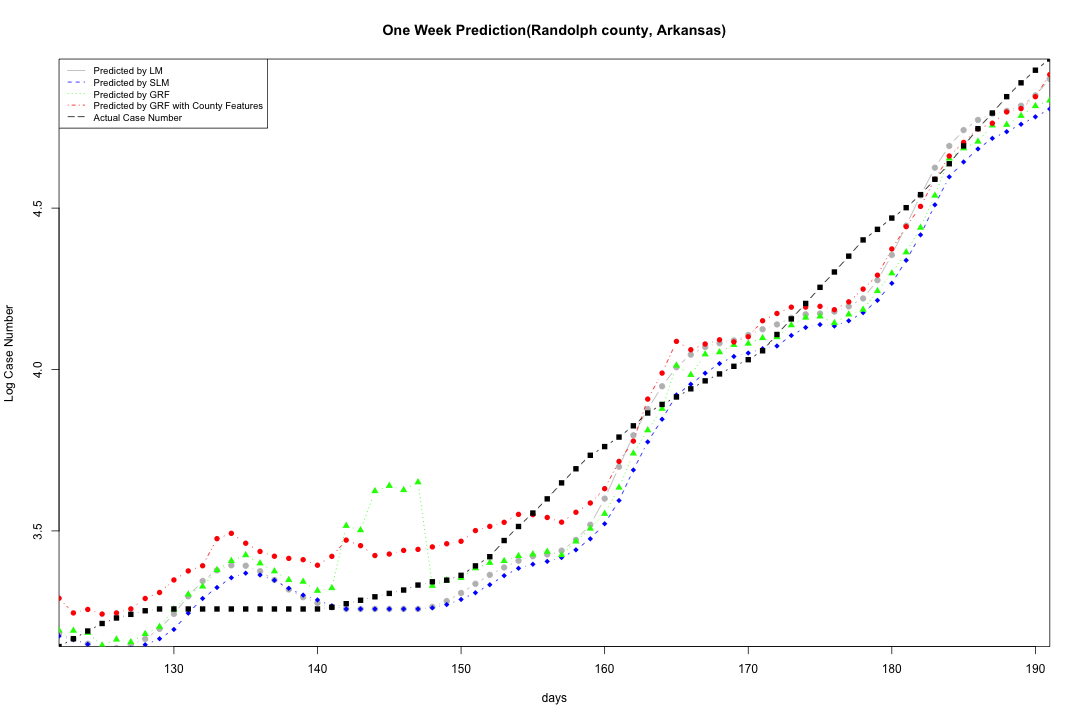 One Week Prediction(Randolph county, Arkansas)
Predicted by LM
Predicted by SLM
Predicted by GRF
Predicted by GRF with County Features
Actual Case Number
4.5
4.0
3.5
Log Case Number
130 140 150 160 170 180 190
days